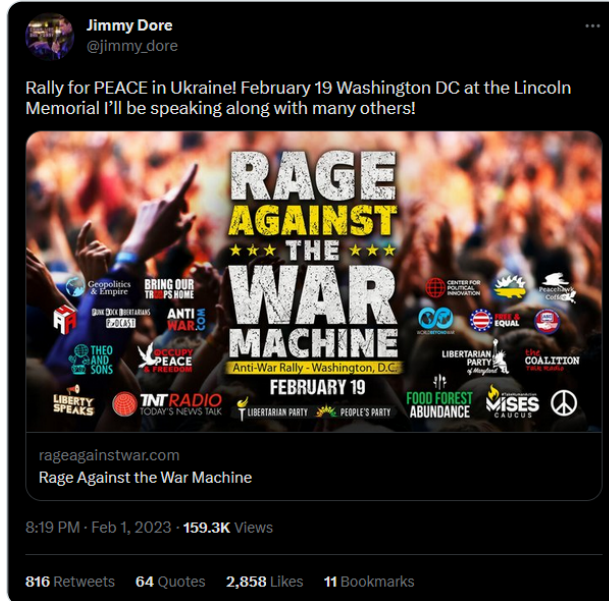 Jimmy Dore
@jimmy_dore
Rally for PEACE in Ukraine! February 19 Washington DC at the Lincoln
Memorial I’ll be speaking along with many others!
RAGE
AGAINST
THE
WAR
MACHINE
Anti-War Rally - Washington, D.C.
FEBRUARY 19
LIBERTARIAN PARTY
PEOPLE'S PARTY
Geopolitics
& Empire
BRING OUR
TROOPS HOME
PODCAST
ANTI
WAR.COM
THEO
AND
SONS
OCCUPY
PEACE
& FREEDOM
LIBERTY
SPEAKS
TNT RADIO
TODAY'S NEWS TALK
CENTER FOR
POLITICAL
INNOVATION
Peacehawk
FREE &
EQUAL
LIBERTARIAN
PARTY
of Maryland
the
COALITION
FOOD FOREST
ABUNDANCE
MISES
CAUCUS
rageagainstwar.com
Rage Against the War Machine
8:19 PM · Feb 1, 2023 · 159.3K Views
816 Retweets 64 Quotes 2,858 Likes 11 Bookmarks